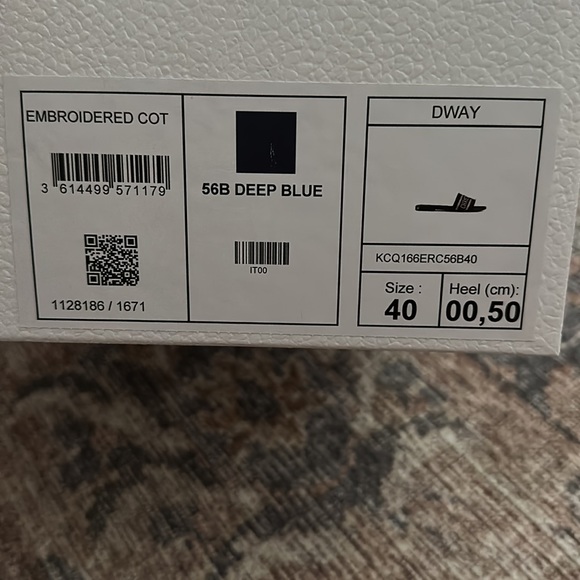 EMBROIDERED COT
3 614499 571179
1128186 / 1671
56B DEEP BLUE
IT00
DWAY
KCQ166ERC56B40
Size :
40
Heel (cm):
00,50